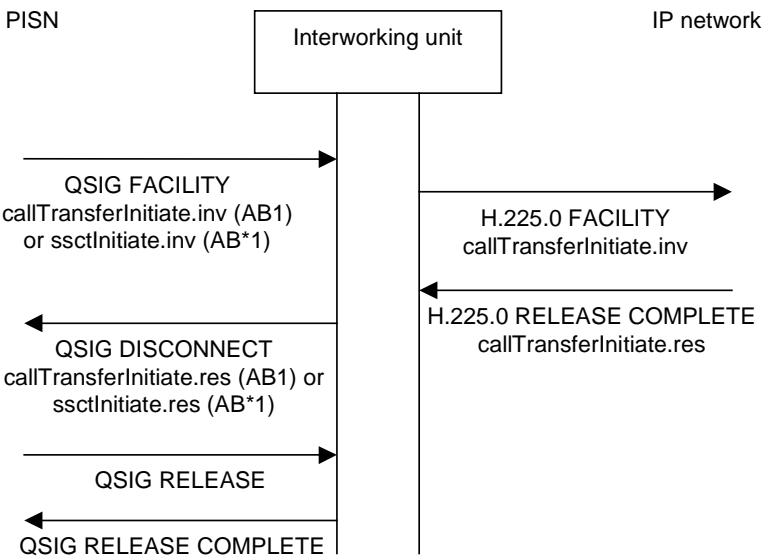 PISN
Interworking unit
IP network
QSIG FACILITY
callTransferInitiate.inv (AB1)
or ssctInitiate.inv (AB*1)
H.225.0 FACILITY
callTransferInitiate.inv
H.225.0 RELEASE COMPLETE
callTransferInitiate.res
QSIG DISCONNECT
callTransferInitiate.res (AB1) or
ssctInitiate.res (AB*1)
QSIG RELEASE
QSIG RELEASE COMPLETE